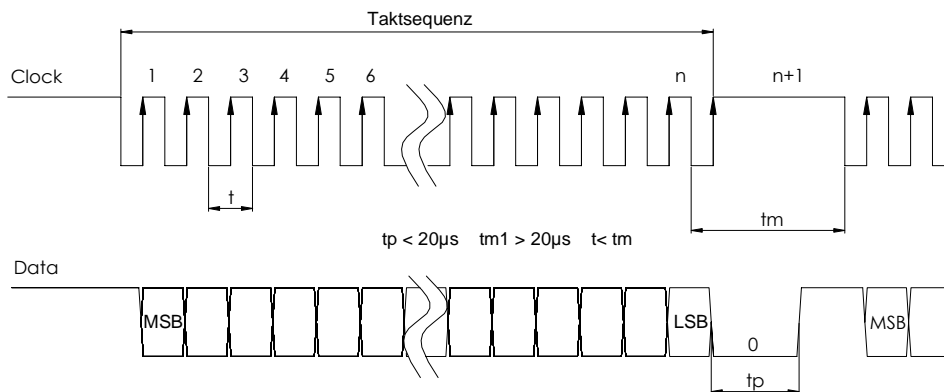 Taktsequenz
Clock
1 2 3 4 5 6 n n+1
t
tm
tp < 20µs tm1 > 20µs t< tm
Data
MSB LSB 0 MSB
tp